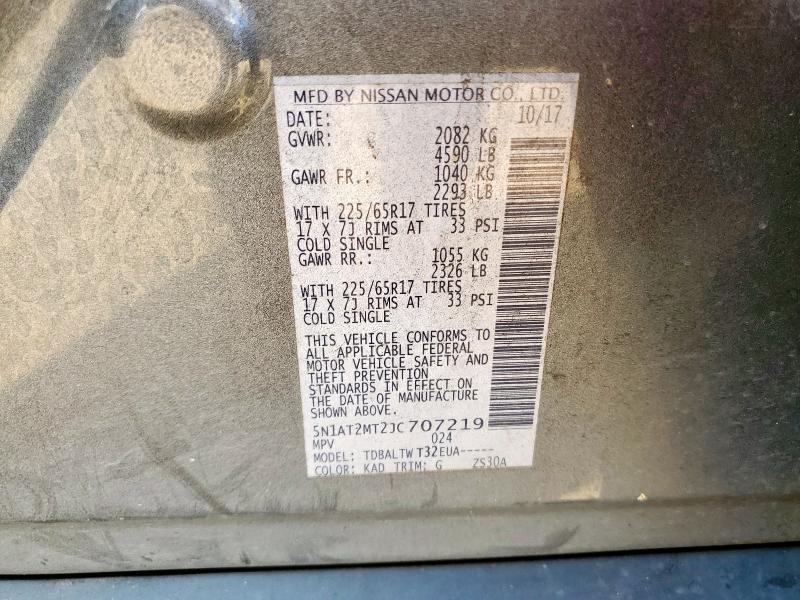 MFD BY NISSAN MOTOR CO., LTD.
DATE: 10/17
GVWR: 2082 KG
4590 LB
GAWR FR.: 1040 KG
2293 LB
WITH 225/65R17 TIRES
17 X 7J RIMS AT 33 PSI
COLD SINGLE
GAWR RR.: 1055 KG
2326 LB
WITH 225/65R17 TIRES
17 X 7J RIMS AT 33 PSI
COLD SINGLE
THIS VEHICLE CONFORMS TO
ALL APPLICABLE FEDERAL
MOTOR VEHICLE SAFETY AND
THEFT PREVENTION
STANDARDS IN EFFECT ON
THE DATE OF MANUFACTURE
SHOWN ABOVE.
5N1AT2MT2JC707219
MPV 024
MODEL: TDBALTW T32EUA-----
COLOR: KAD TRIM: G ZS30A